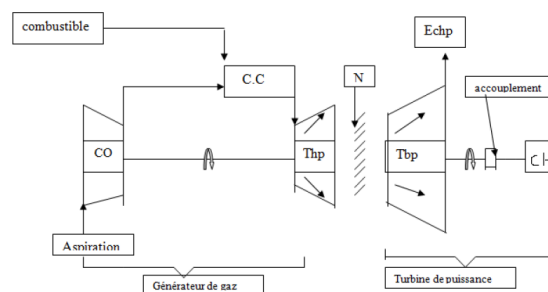 combustible
Echp
C.C
N
accouplement
CO
Thp
Tbp
Aspiration
Générateur de gaz
Turbine de puissance